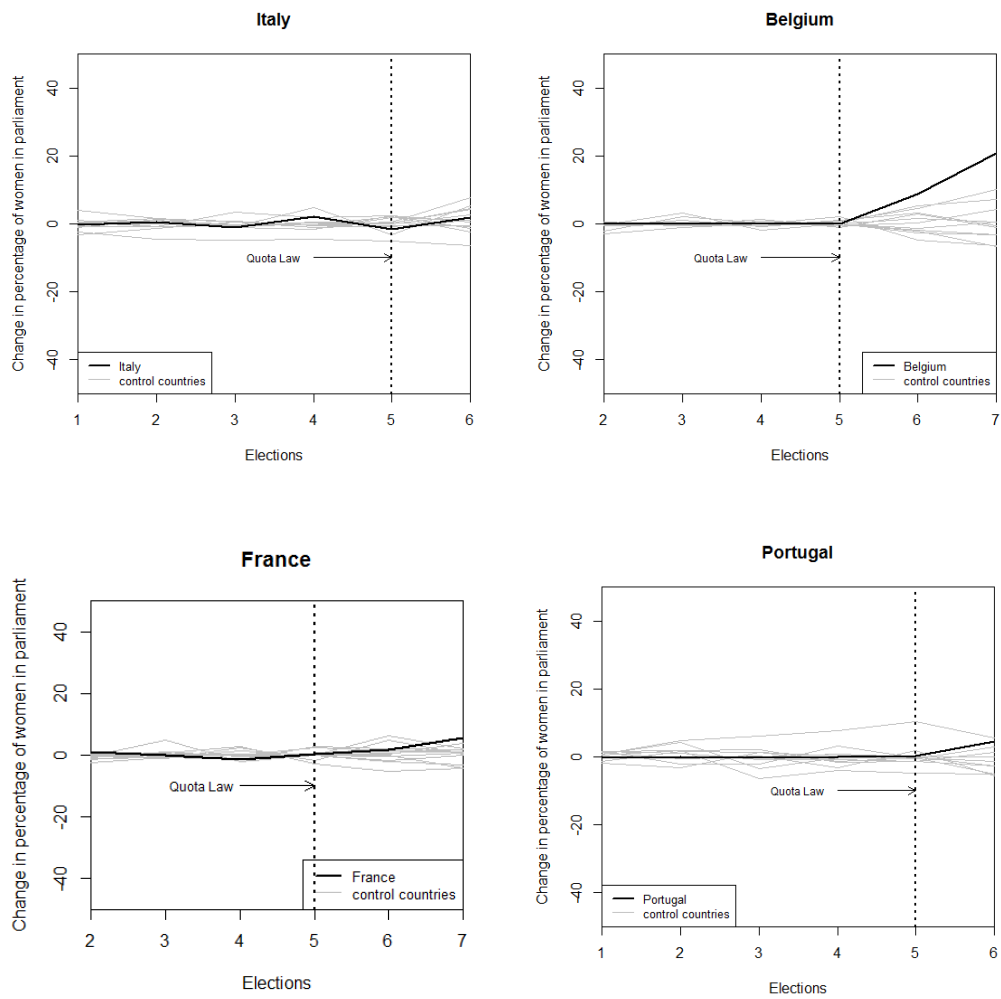 Italy
Change in percentage of women in parliament
40
20
0
-20
-40
Quota Law
Italy
control countries
1 2 3 4 5 6
Elections
Belgium
Change in percentage of women in parliament
40
20
0
-20
-40
Quota Law
Belgium
control countries
2 3 4 5 6 7
Elections
France
Change in percentage of women in parliament
40
20
0
-20
-40
Quota Law
France
control countries
2 3 4 5 6 7
Elections
Portugal
Change in percentage of women in parliament
40
20
0
-20
-40
Quota Law
Portugal
control countries
1 2 3 4 5 6
Elections